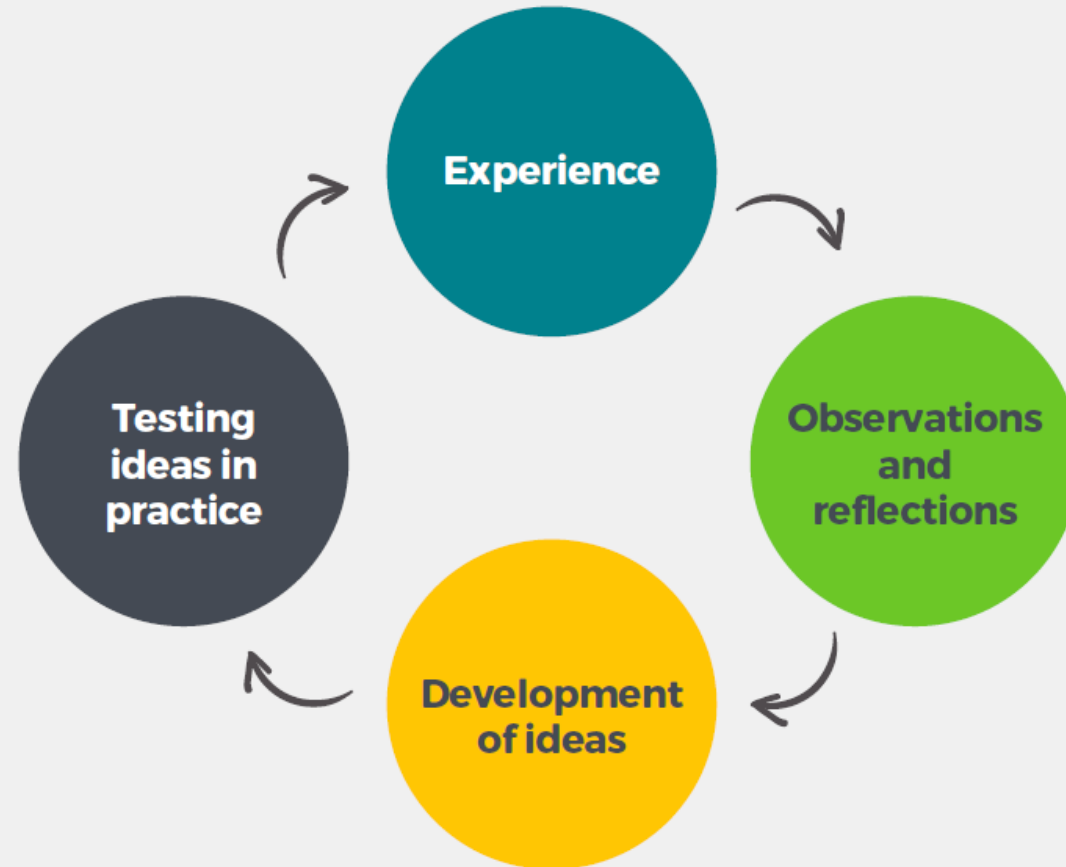 Experience
Observations
and
reflections
Development
of ideas
Testing
ideas in
practice